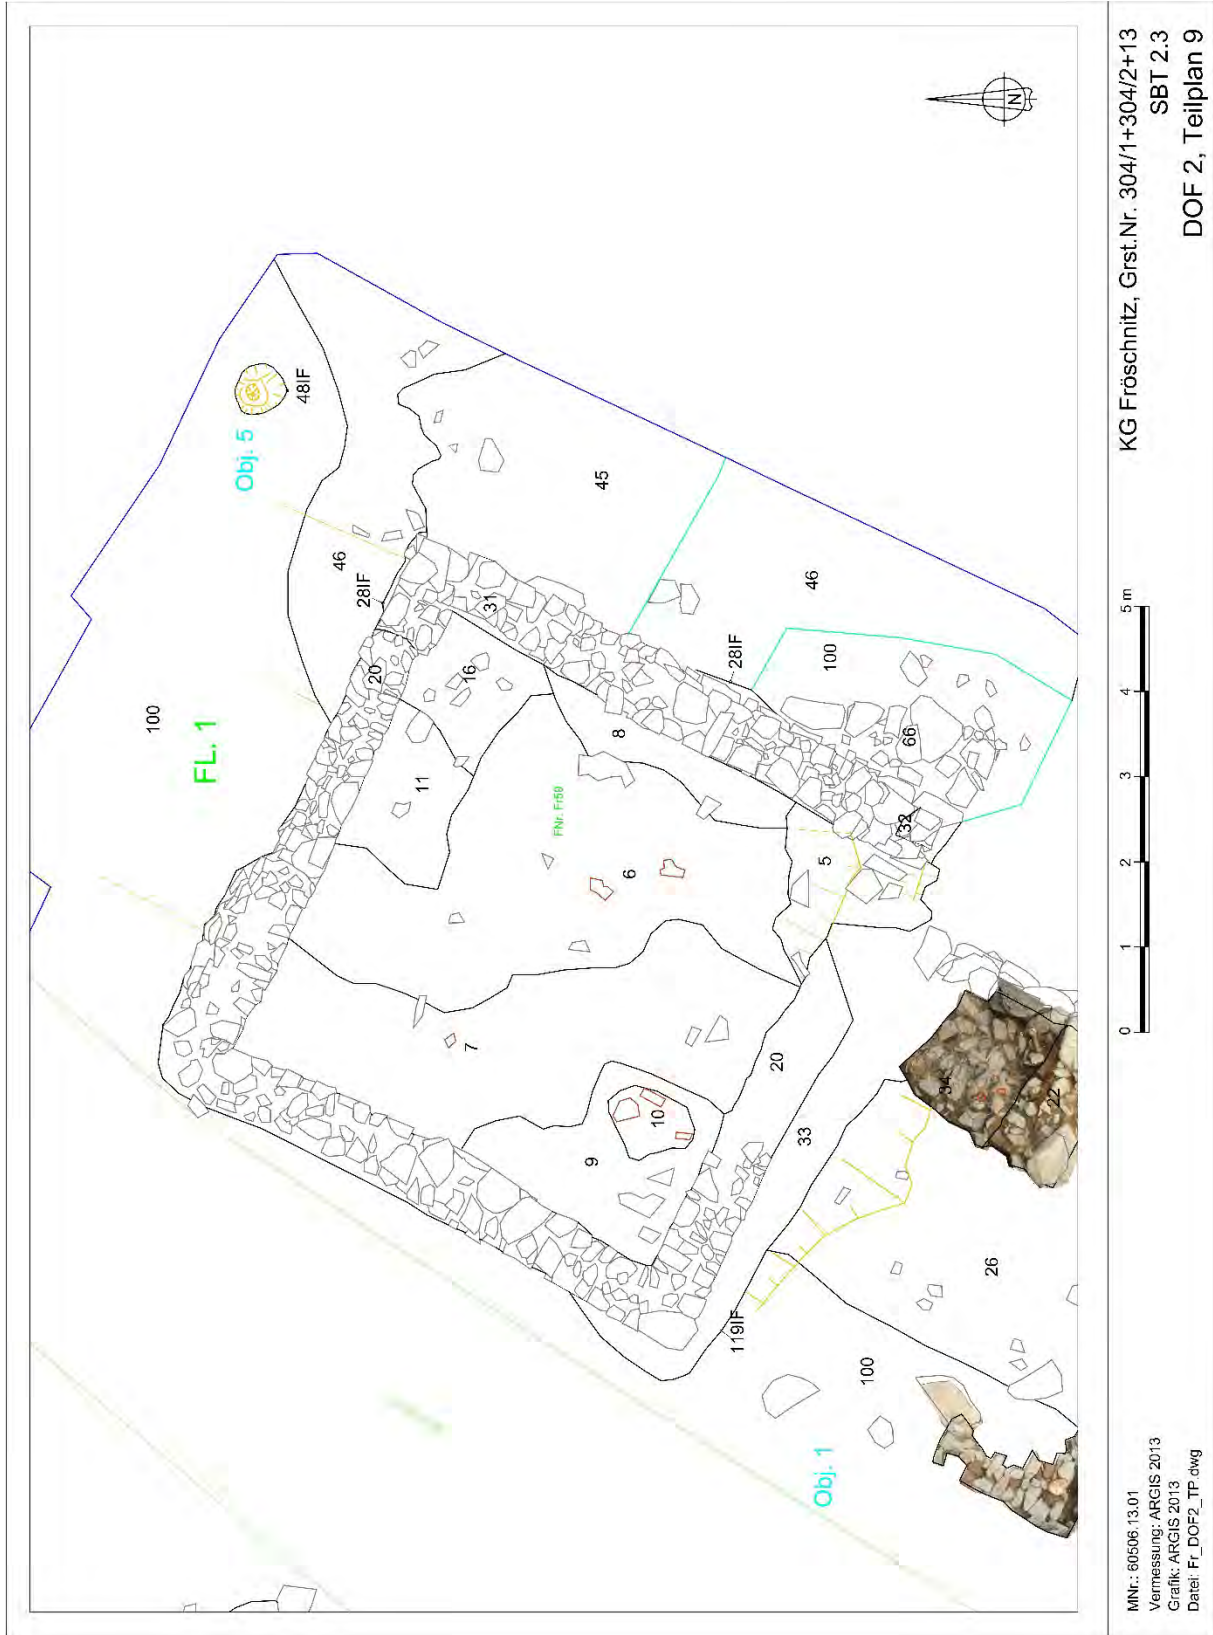 KG Fröschnitz, Grst.Nr. 304/1+304/2+13
SBT 2.3
DOF 2, Teilplan 9
MNr.: 60506.13.01
Vermessung: ARGIS 2013
Grafik: ARGIS 2013
Datei: Fr_DOF2_TP.dwg
0 1 2 3 4 5 m
N
100
FL. 1
Obj. 5
48IF
46
28IF
20
31
16
11
45
8
FNr. Fr59
6
46
28IF
100
66
32
5
7
10
9
20
33
34
22
26
119IF
100
Obj. 1